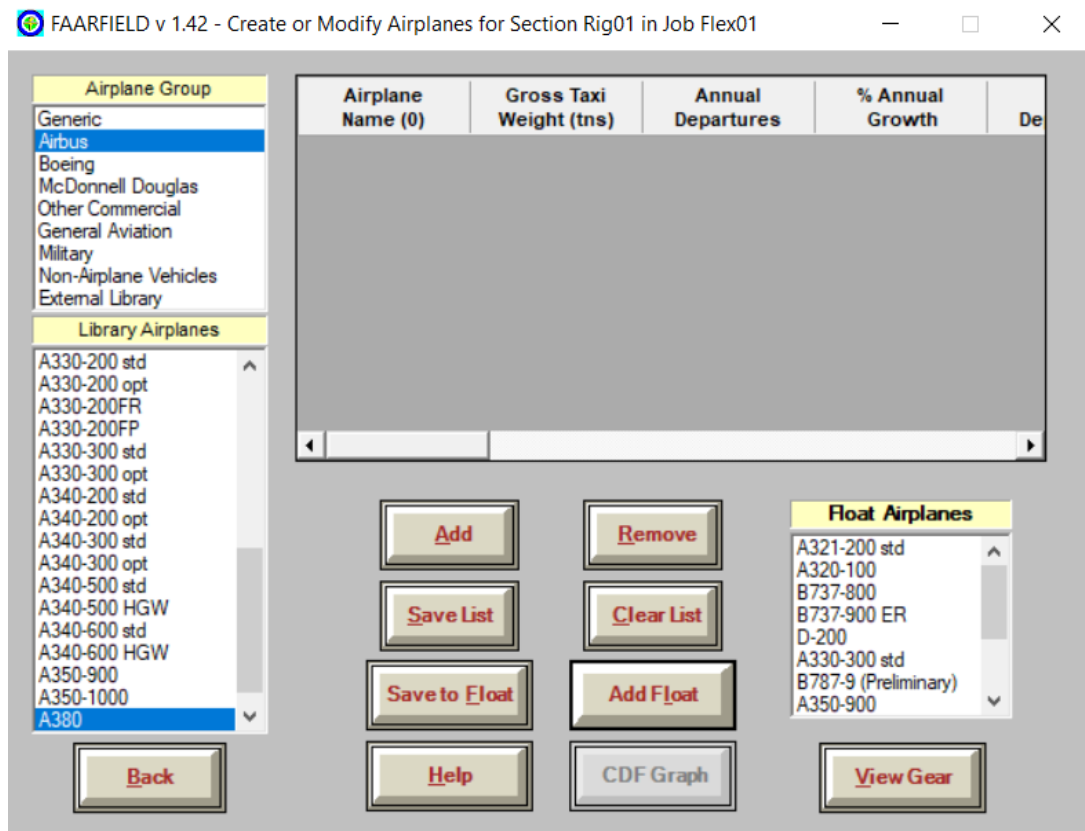 FAARFIELD v 1.42 - Create or Modify Airplanes for Section Rig01 in Job Flex01
Airplane Group
Generic
Airbus
Boeing
McDonnell Douglas
Other Commercial
General Aviation
Military
Non-Airplane Vehicles
External Library
Library Airplanes
A330-200 std
A330-200 opt
A330-200FR
A330-200FP
A330-300 std
A330-300 opt
A340-200 std
A340-200 opt
A340-300 std
A340-300 opt
A340-500 std
A340-500 HGW
A340-600 std
A340-600 HGW
A350-900
A350-1000
A380
Airplane Gross Taxi Annual % Annual
Name (0) Weight (tns) Departures Growth De
Add Remove
Save List Clear List
Save to Float Add Float
Help CDF Graph
Float Airplanes
A321-200 std
A320-100
B737-800
B737-900 ER
D-200
A330-300 std
B787-9 (Preliminary)
A350-900
Back
View Gear